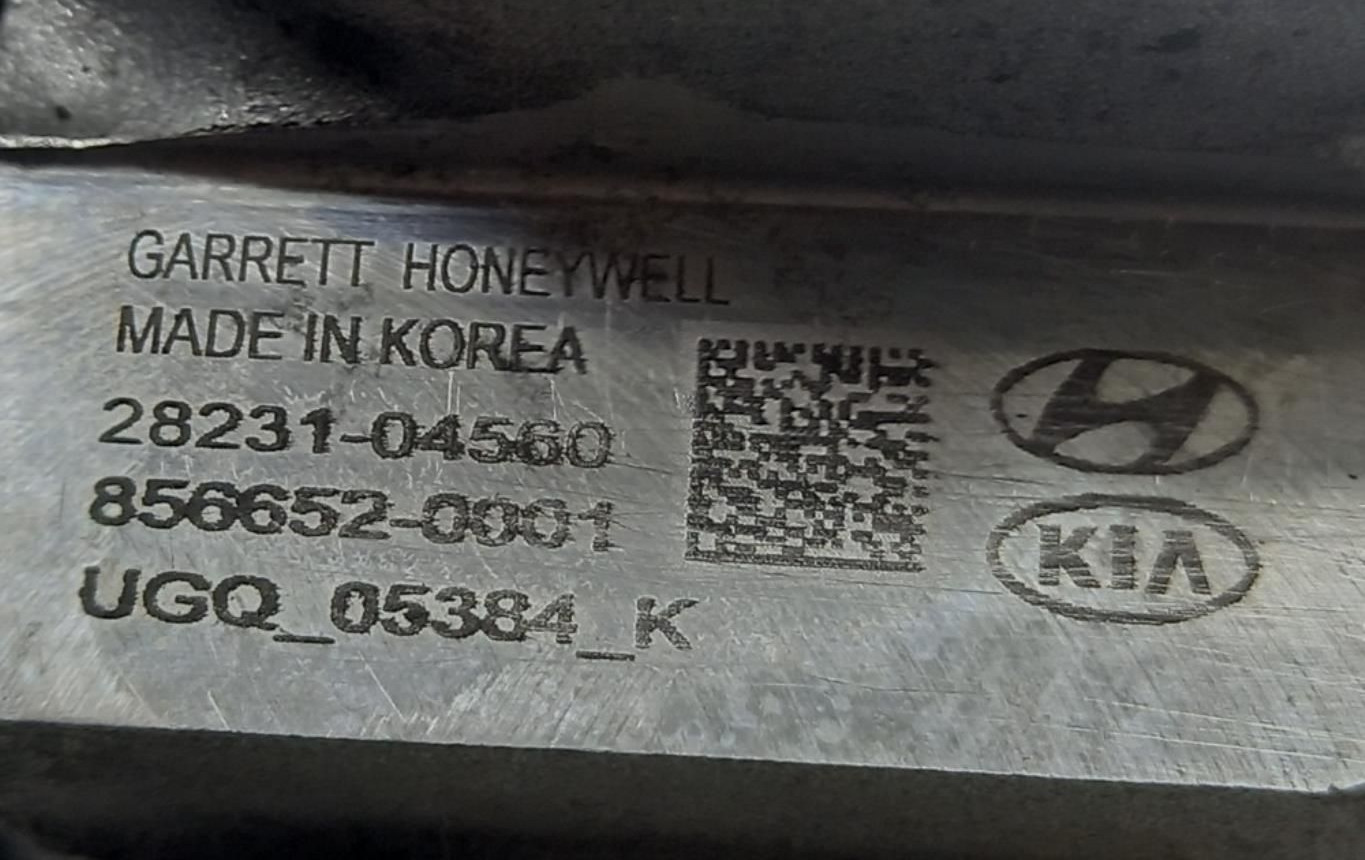 GARRETT HONEYWELL
MADE IN KOREA
28231-04560
856652-0001
UGQ_05384_K
KIA